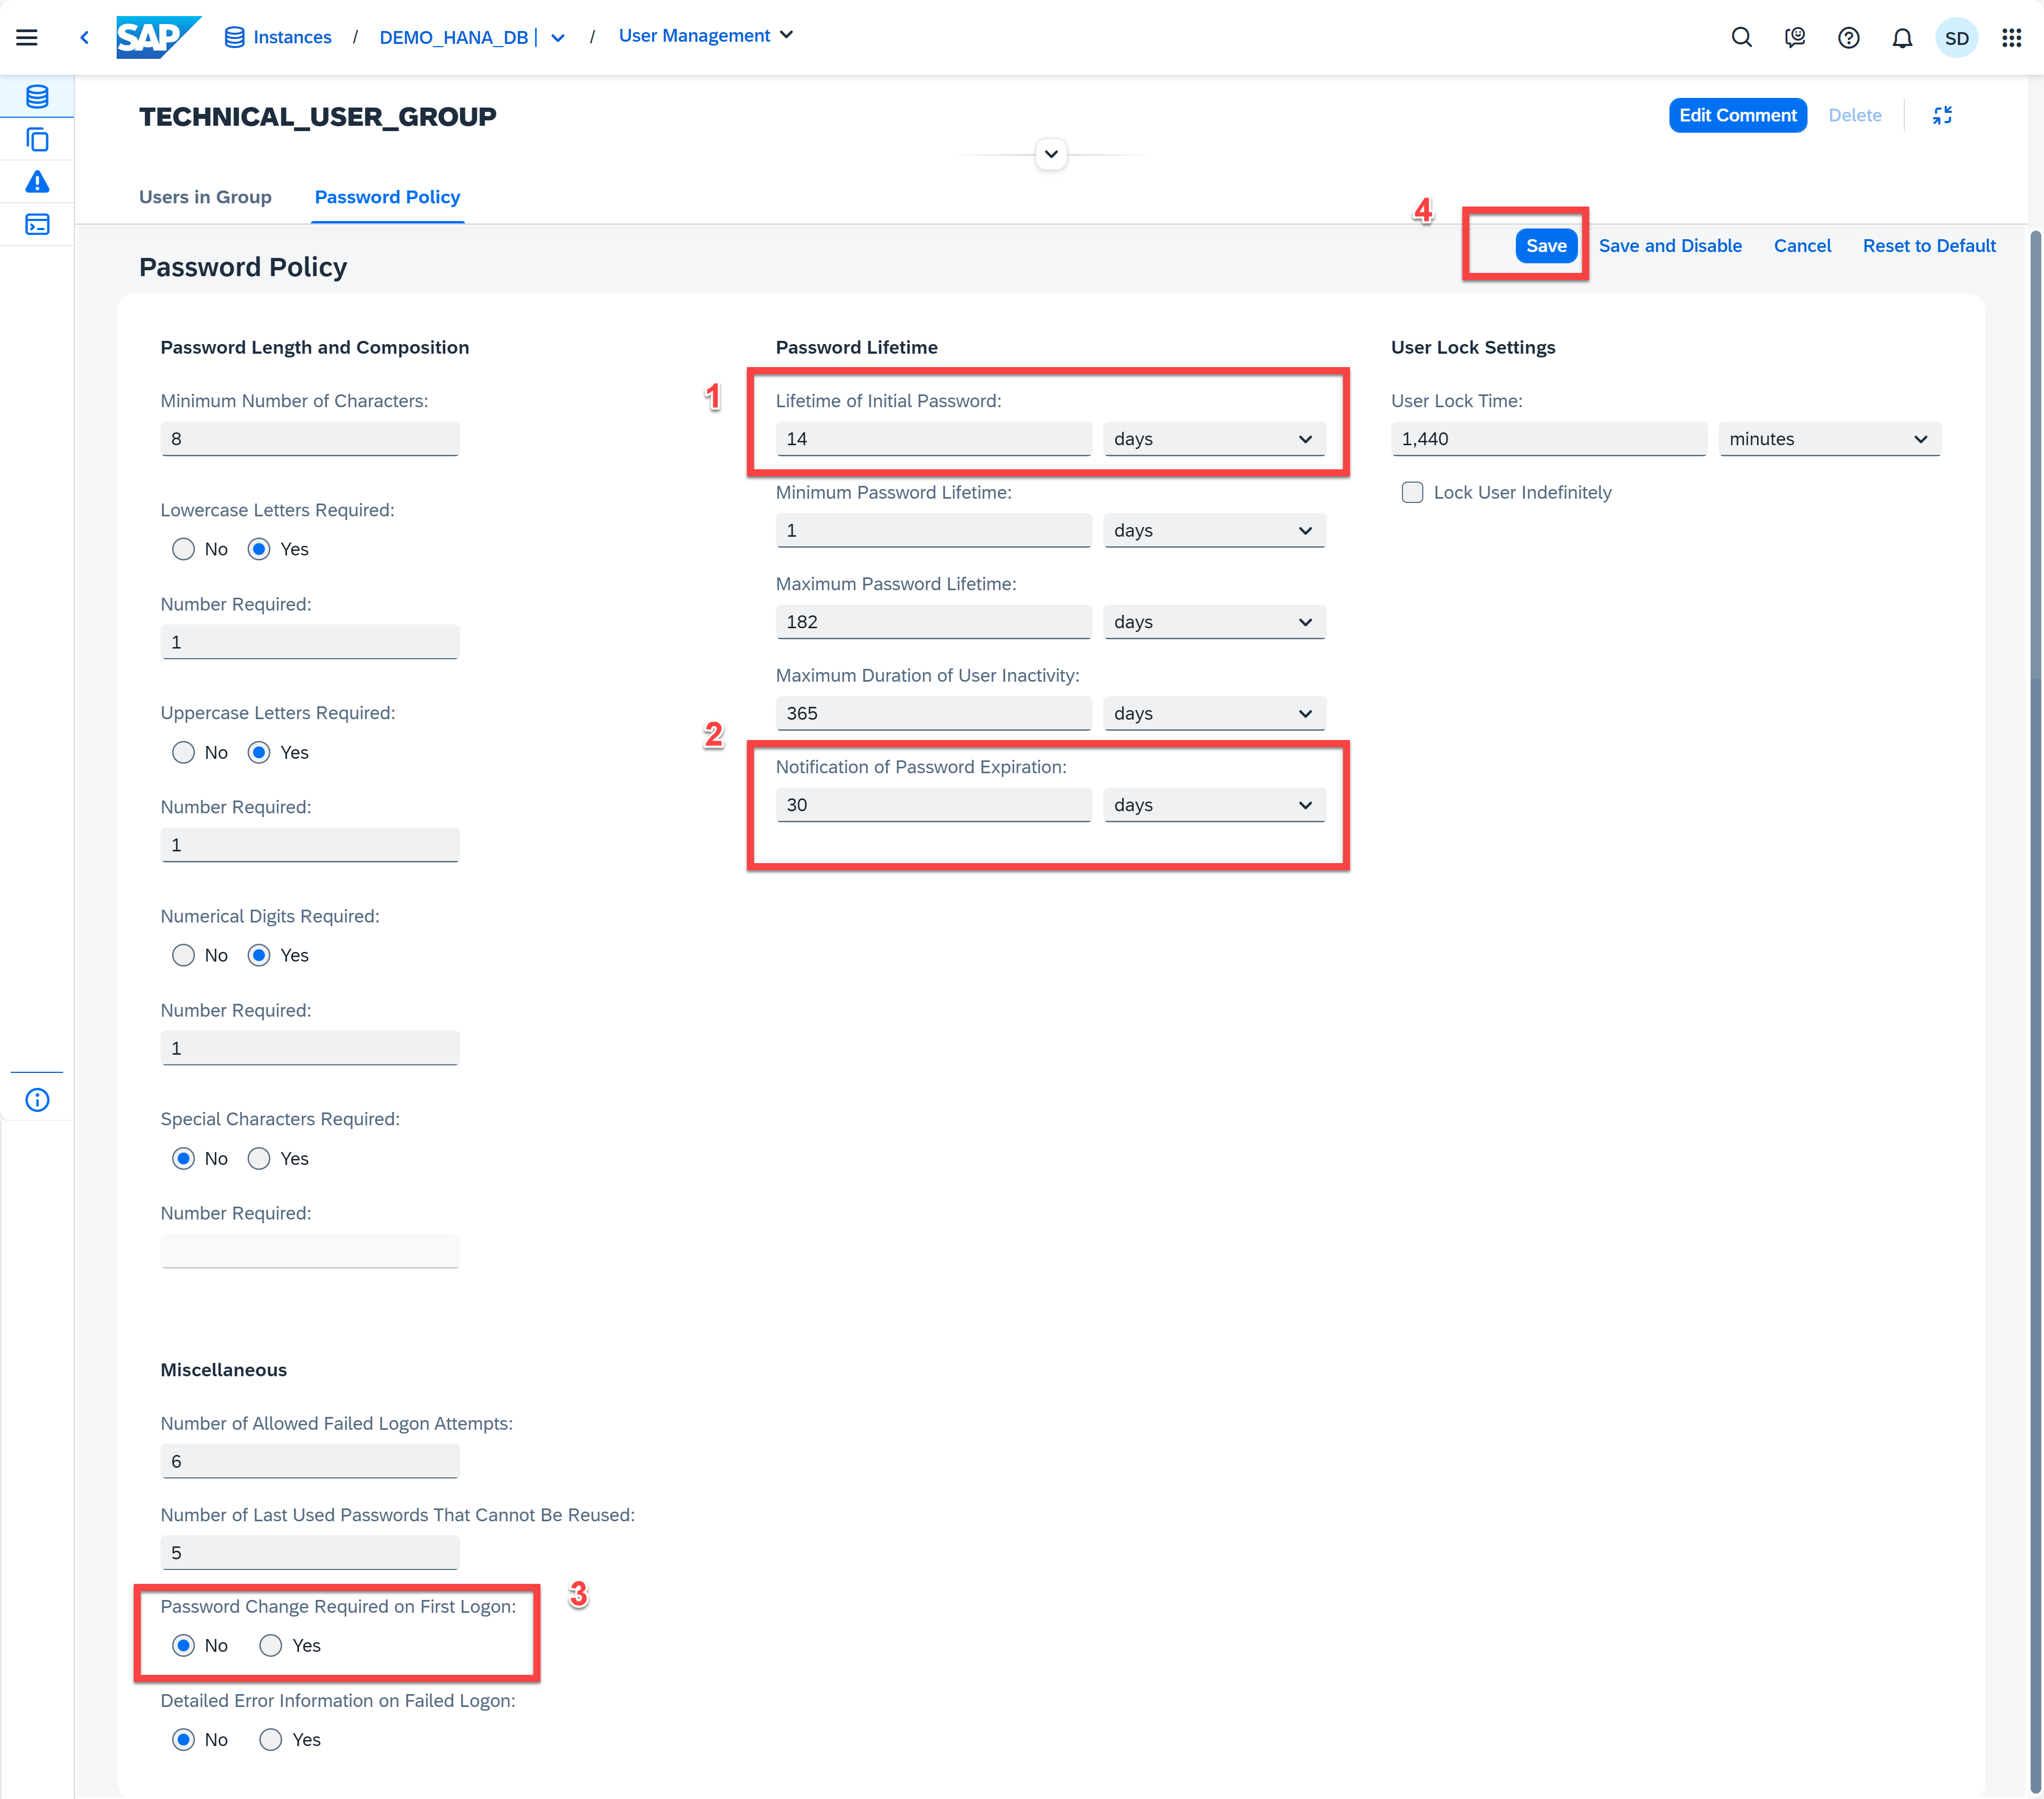 SAP Instances / DEMO_HANA_DB | / User Management SD
TECHNICAL_USER_GROUP
Edit Comment Delete
Users in Group Password Policy
4
Save Save and Disable Cancel Reset to Default
Password Policy
Password Length and Composition
Minimum Number of Characters:
8
Lowercase Letters Required:
No Yes
Number Required:
1
Uppercase Letters Required:
No Yes
Number Required:
1
Numerical Digits Required:
No Yes
Number Required:
1
Special Characters Required:
No Yes
Number Required:
Password Lifetime
1
Lifetime of Initial Password:
14 days
Minimum Password Lifetime:
1 days
Maximum Password Lifetime:
182 days
Maximum Duration of User Inactivity:
365 days
2
Notification of Password Expiration:
30 days
User Lock Settings
User Lock Time:
1,440 minutes
Lock User Indefinitely
Miscellaneous
Number of Allowed Failed Logon Attempts:
6
Number of Last Used Passwords That Cannot Be Reused:
5
3
Password Change Required on First Logon:
No Yes
Detailed Error Information on Failed Logon:
No Yes